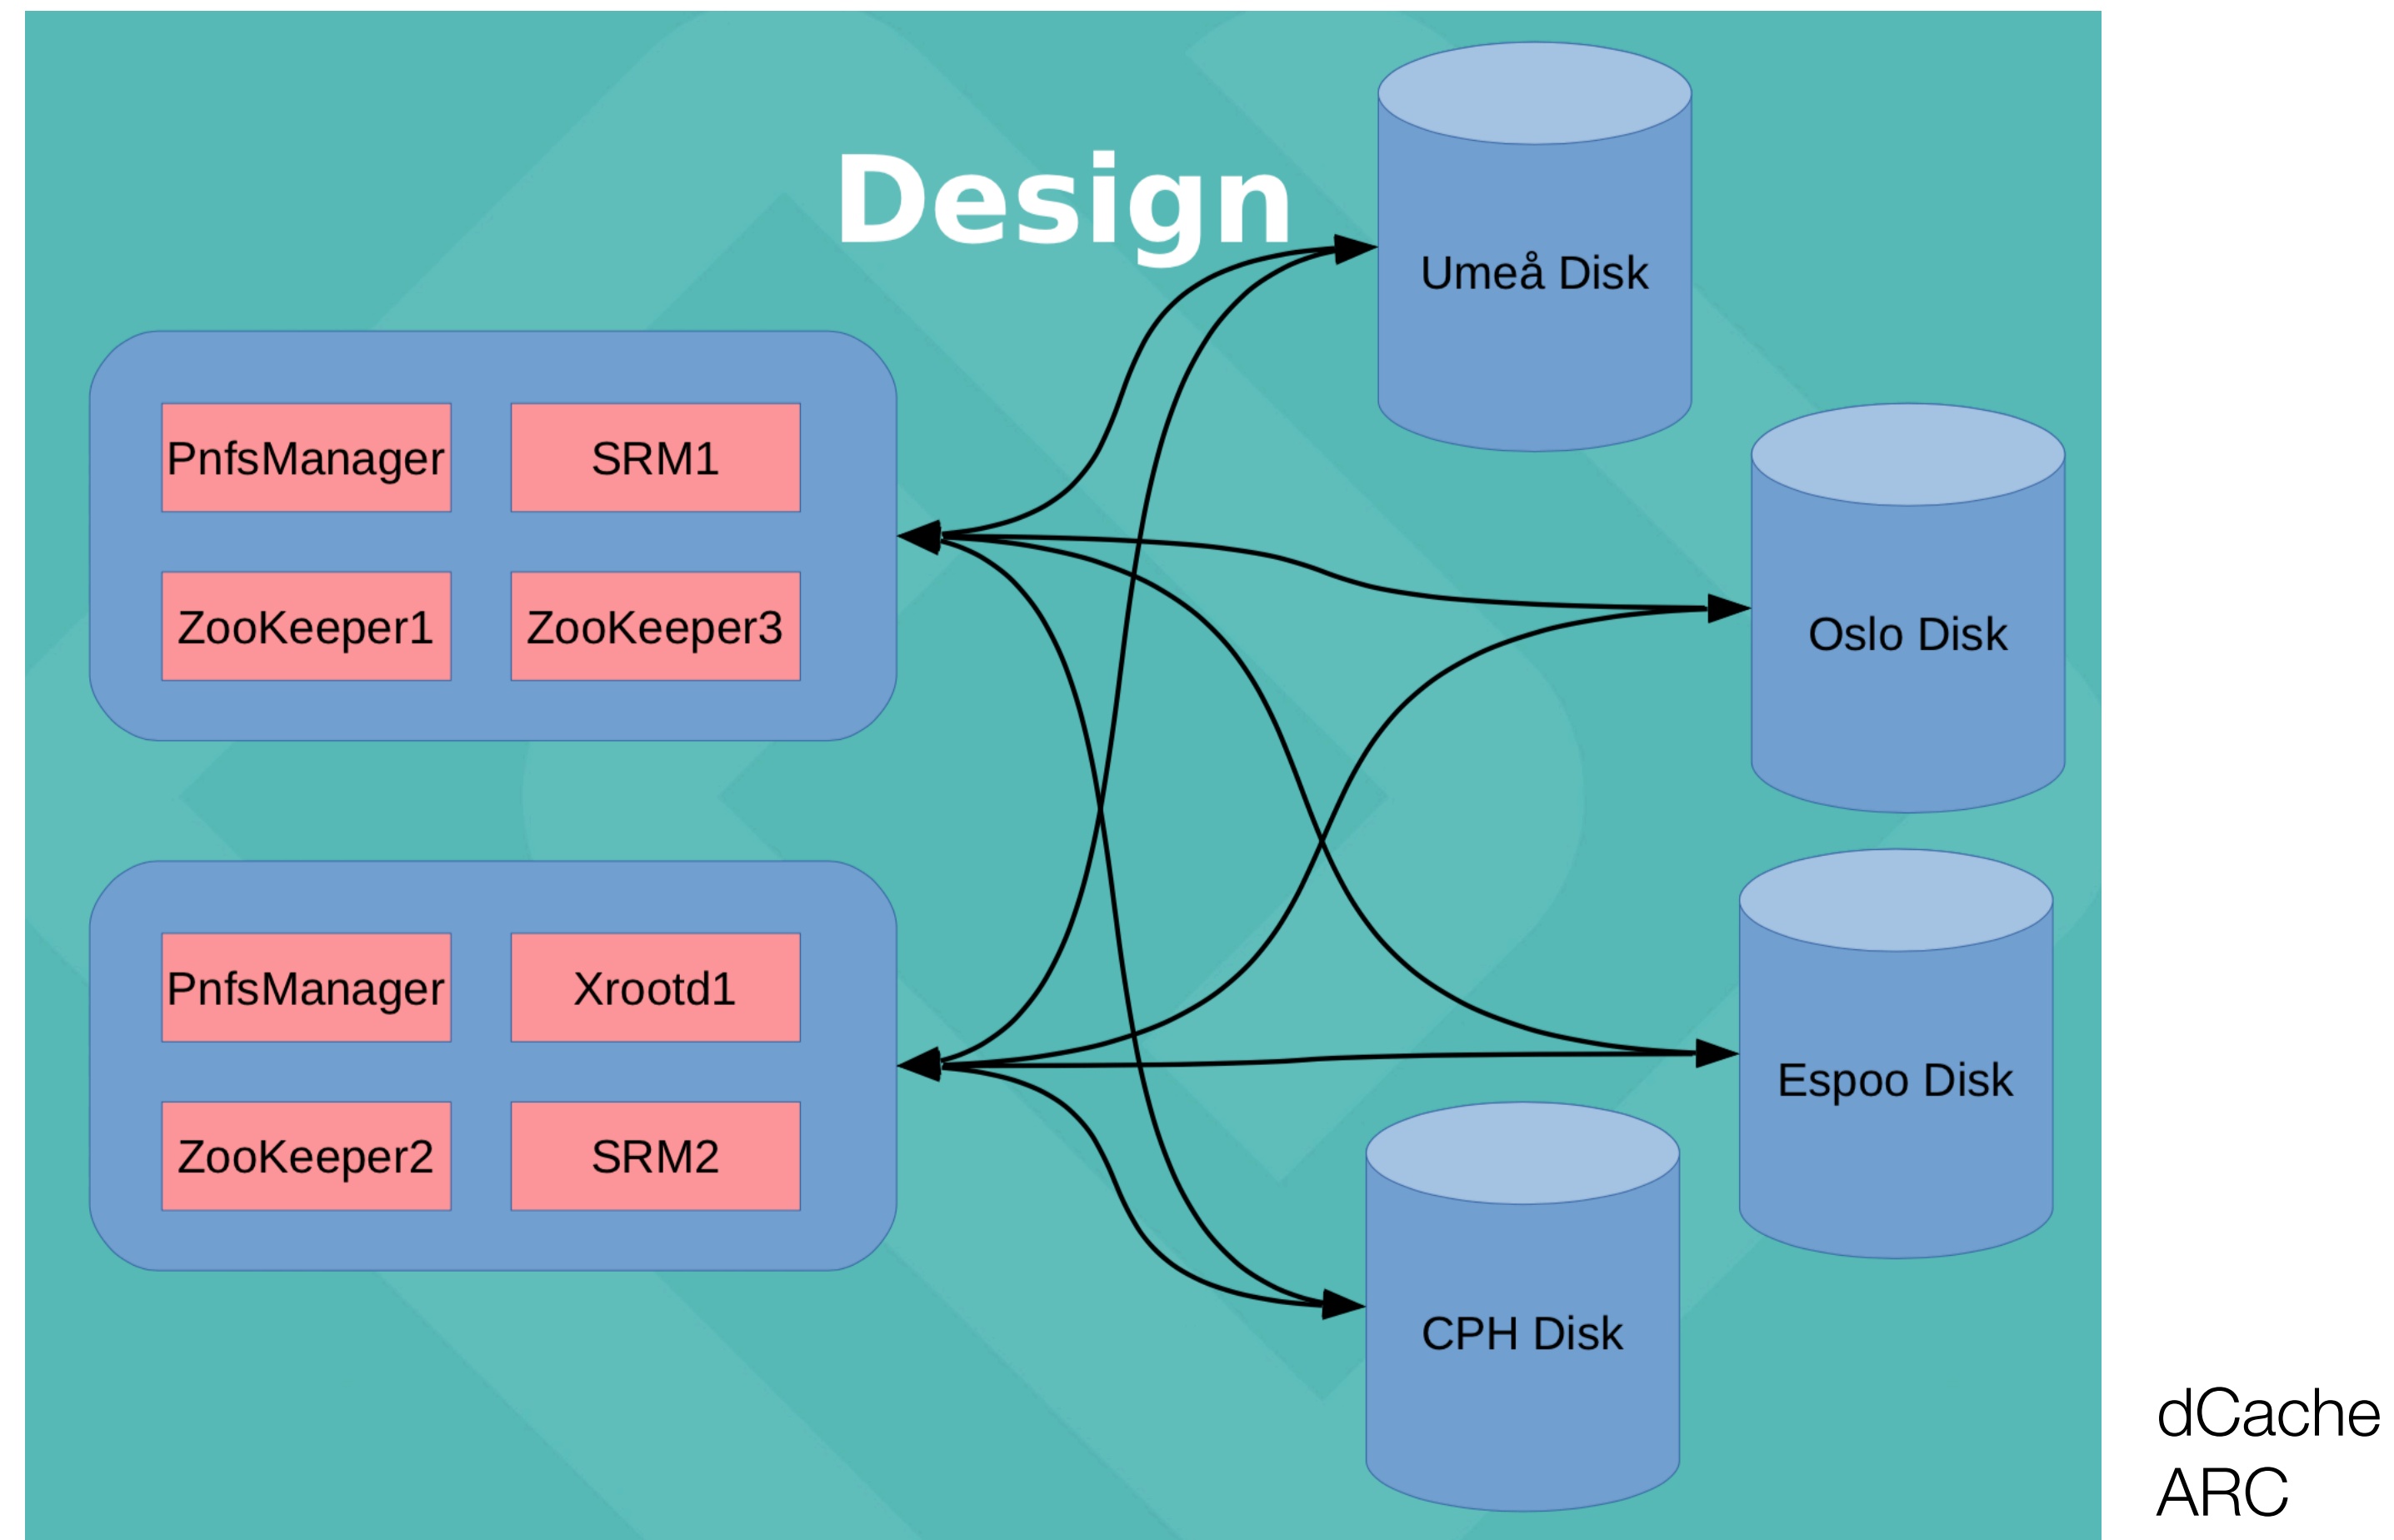 Design
PnfsManager
SRM1
ZooKeeper1
ZooKeeper3
PnfsManager
Xrootd1
ZooKeeper2
SRM2
Umeå Disk
Oslo Disk
Espoo Disk
CPH Disk
dCache
ARC